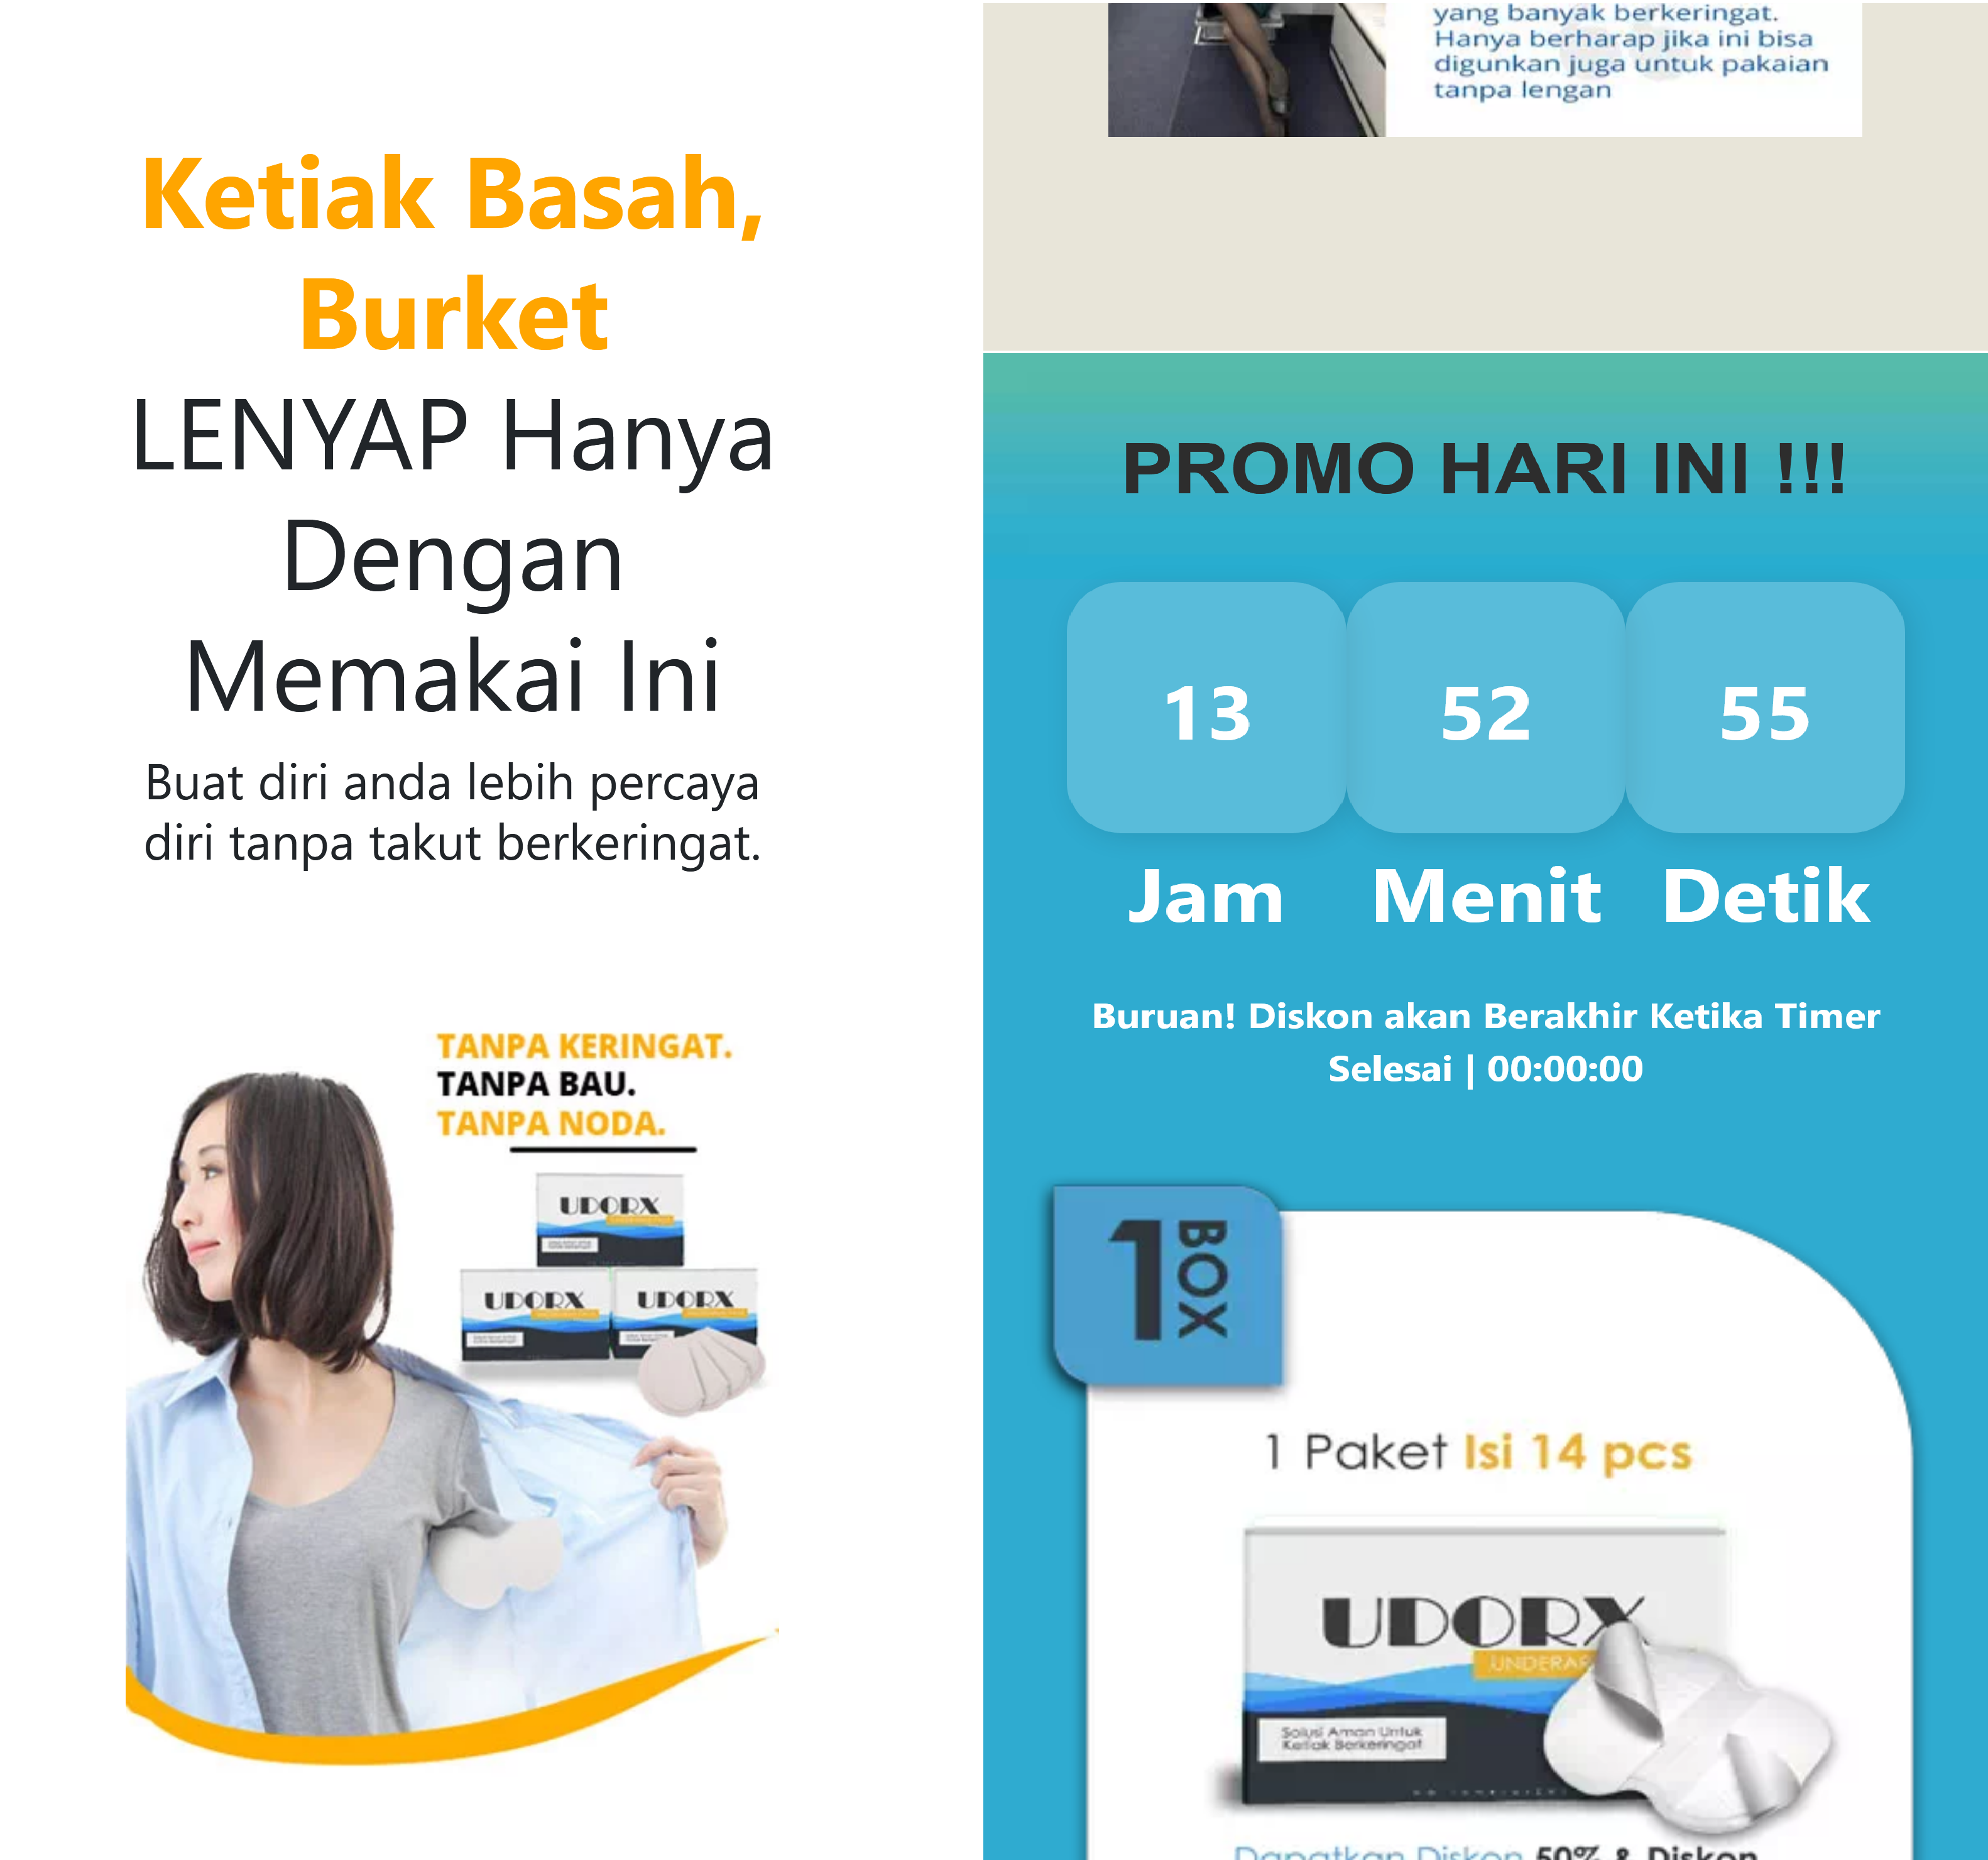 Ketiak Basah,
Burket
LENYAP Hanya
Dengan
Memakai Ini
Buat diri anda lebih percaya
diri tanpa takut berkeringat.
TANPA KERINGAT.
TANPA BAU.
TANPA NODA.
UDORX
UDORX
UDORX
yang banyak berkeringat.
Hanya berharap jika ini bisa
digunkan juga untuk pakaian
tanpa lengan
PROMO HARI INI !!!
13 52 55
Jam Menit Detik
Buruan! Diskon akan Berakhir Ketika Timer
Selesai | 00:00:00
1 BOX
1 Paket Isi 14 pcs
UDORX
UNDERAR
Solusi Aman Untuk
Ketiak Berkeringat
Dapatkan Diskon 50% & Diskon